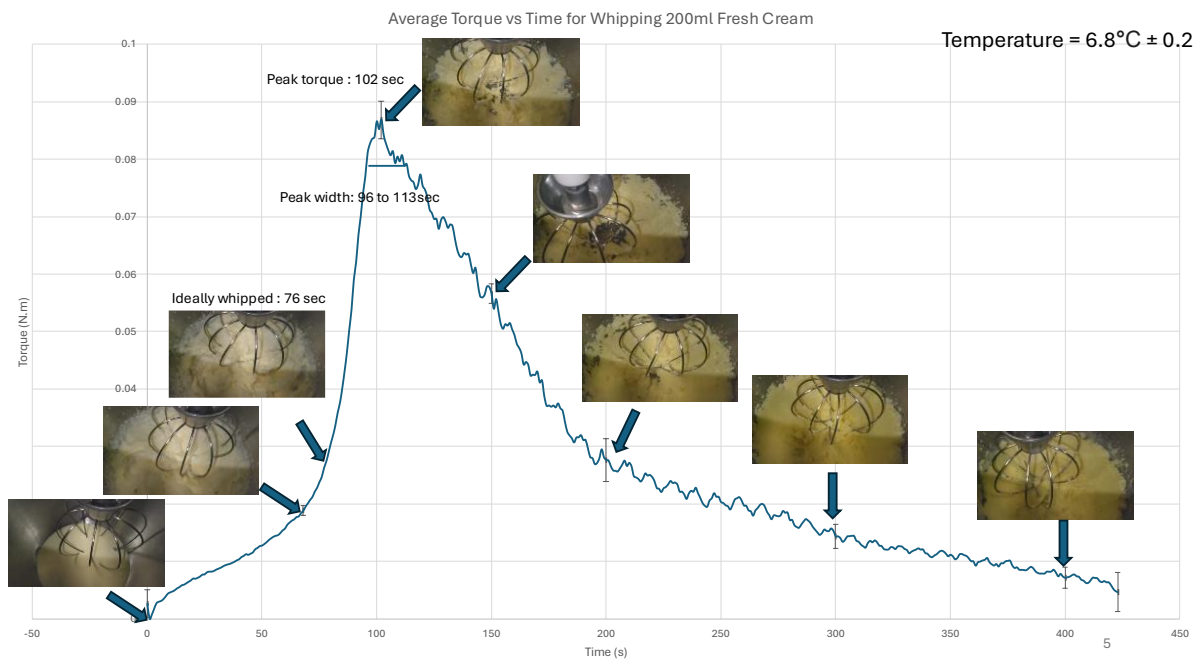 Average Torque vs Time for Whipping 200ml Fresh Cream
Temperature = 6.8°C ± 0.2
0.1
Peak torque : 102 sec
0.09
0.08
Peak width: 96 to 113sec
0.07
0.06
Ideally whipped : 76 sec
0.05
Torque (N.m)
0.04
0
-50 0 50 100 150 200 250 300 350 400 450
5
Time (s)